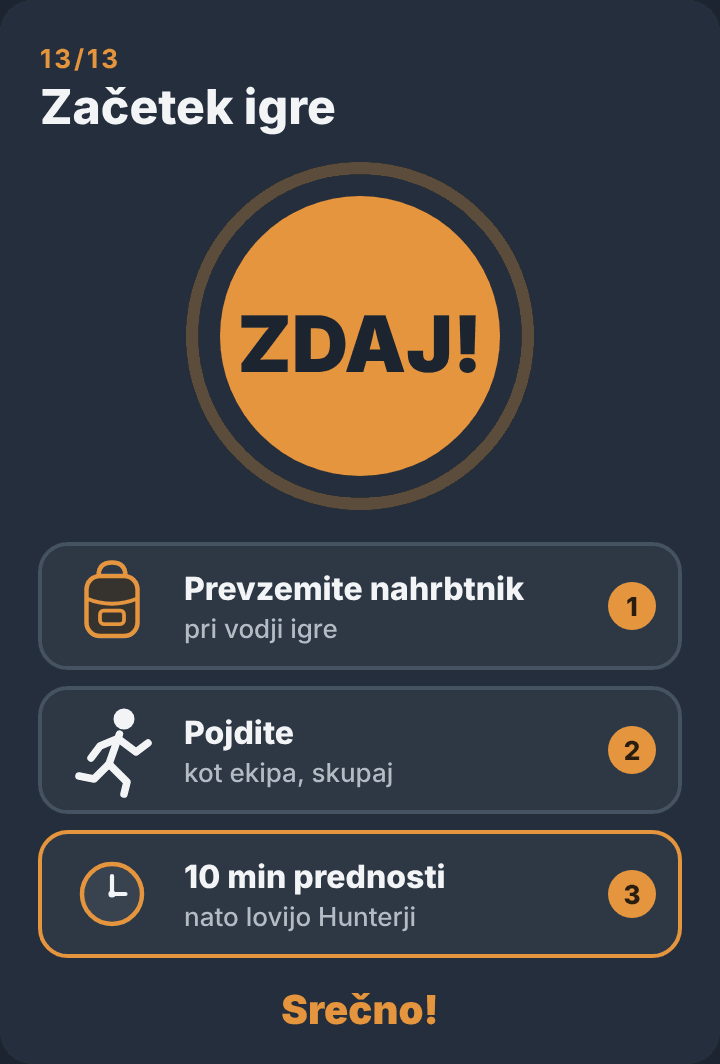 13/13
Začetek igre
ZDAJ!
Prevzemite nahrbtnik
pri vodji igre
1
Pojdite
kot ekipa, skupaj
2
10 min prednosti
nato lovijo Hunterji
3
Srečno!